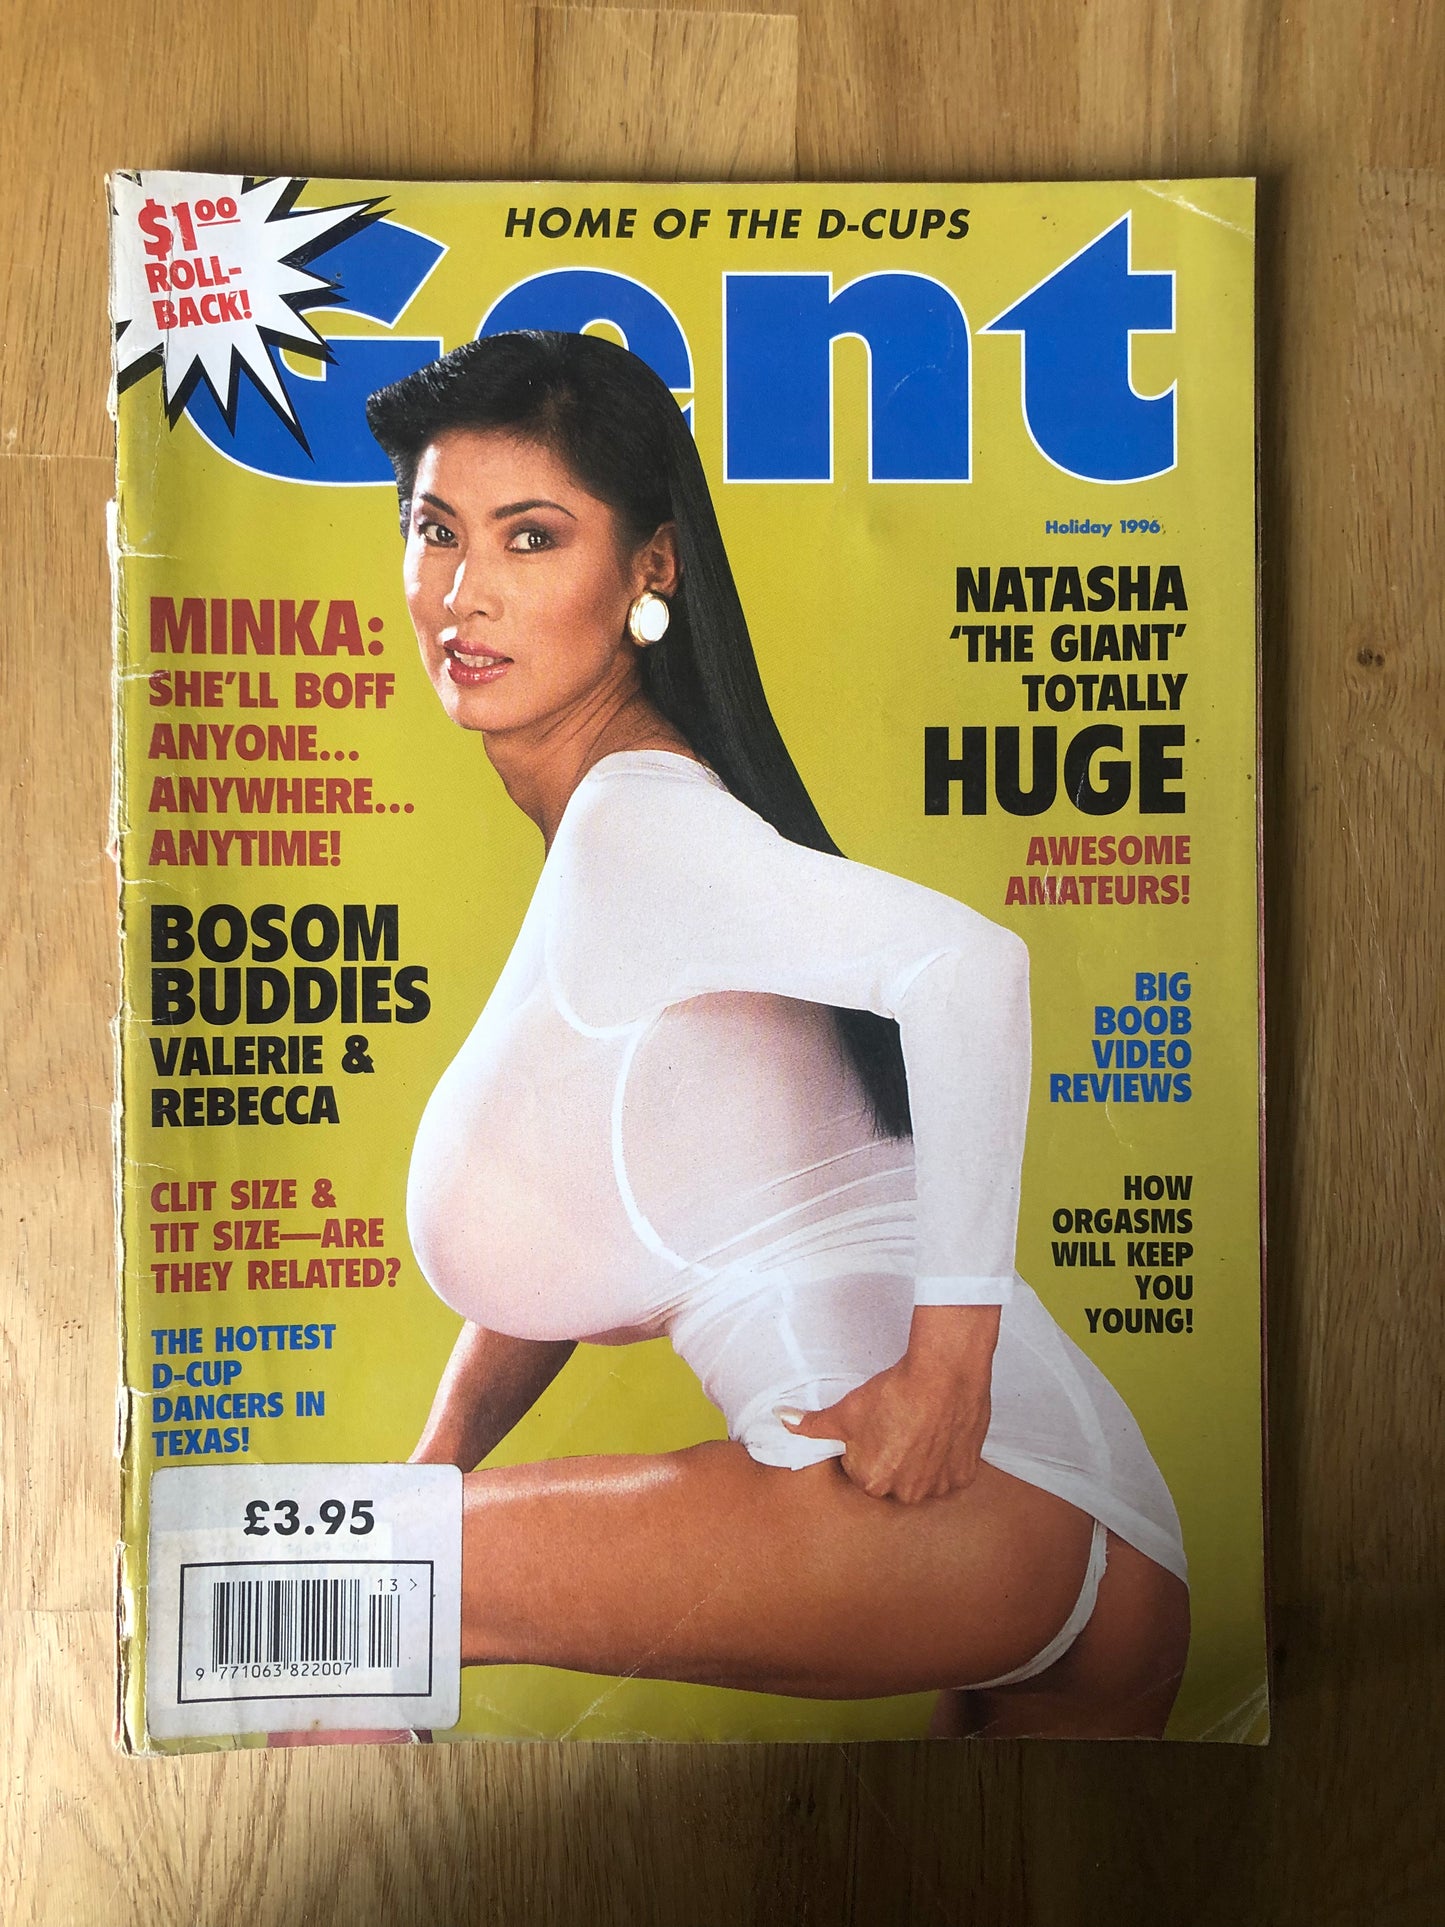 $1.00
ROLL-
BACK!
HOME OF THE D-CUPS
Gent
Holiday 1996
MINKA:
SHE'LL BOFF
ANYONE...
ANYWHERE...
ANYTIME!
BOSOM
BUDDIES
VALERIE &
REBECCA
CLIT SIZE &
TIT SIZE—ARE
THEY RELATED?
THE HOTTEST
D-CUP
DANCERS IN
TEXAS!
NATASHA
'THE GIANT'
TOTALLY
HUGE
AWESOME
AMATEURS!
BIG
BOOB
VIDEO
REVIEWS
HOW
ORGASMS
WILL KEEP
YOU
YOUNG!
£3.95
13 >
9 771063 822007